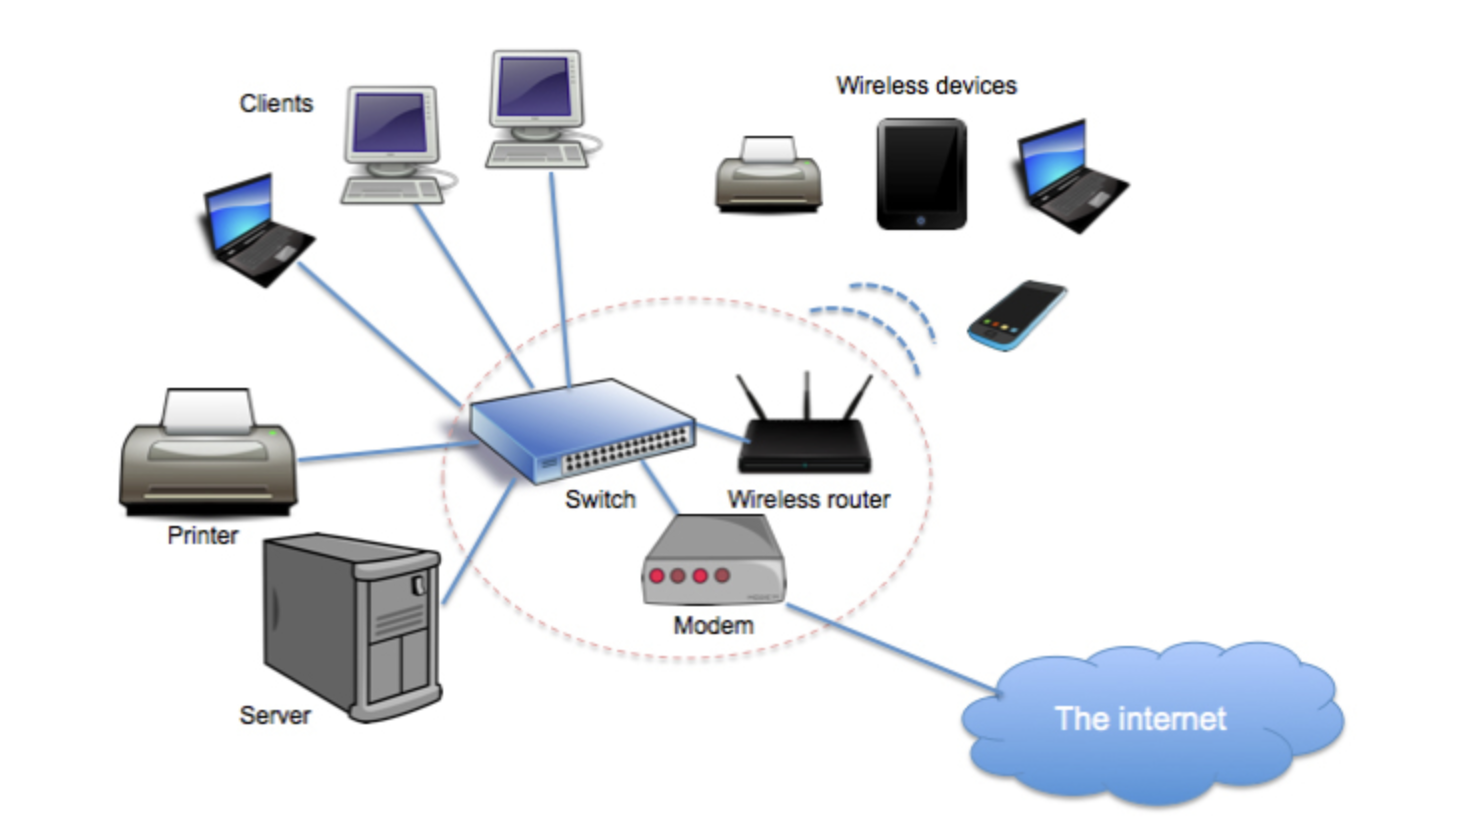 Clients
Wireless devices
Switch
Wireless router
Printer
Modem
Server
The internet